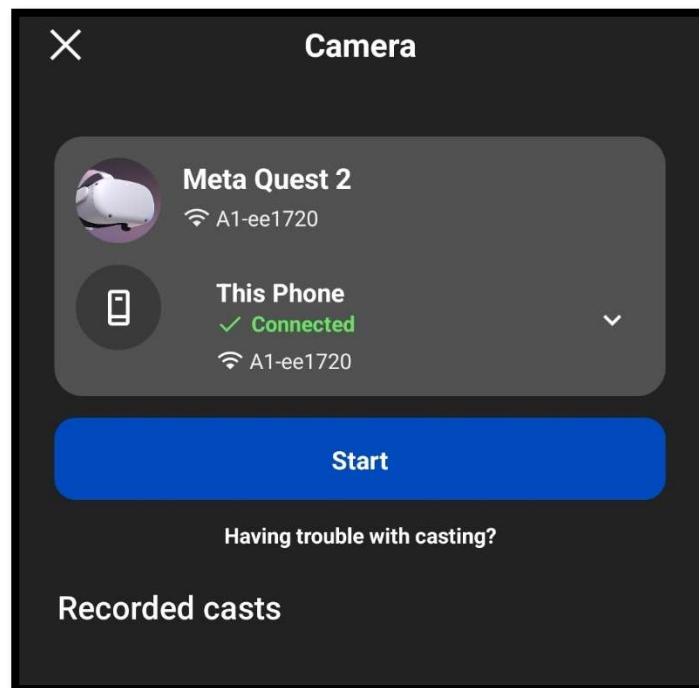 Camera
Meta Quest 2
A1-ee1720
This Phone
Connected
A1-ee1720
Start
Having trouble with casting?
Recorded casts